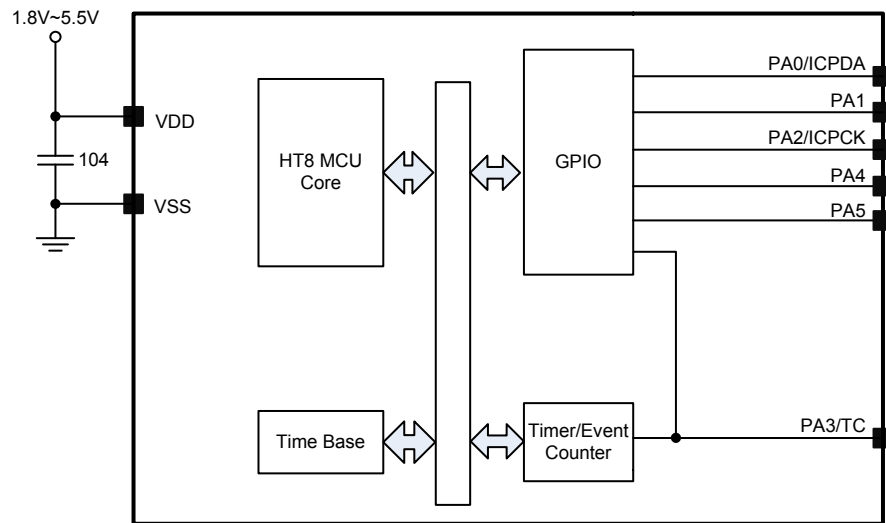 1.8V~5.5V
VDD
104
VSS
HT8 MCU
Core
GPIO
PA0/ICPDA
PA1
PA2/ICPCK
PA4
PA5
Time Base
Timer/Event
Counter
PA3/TC